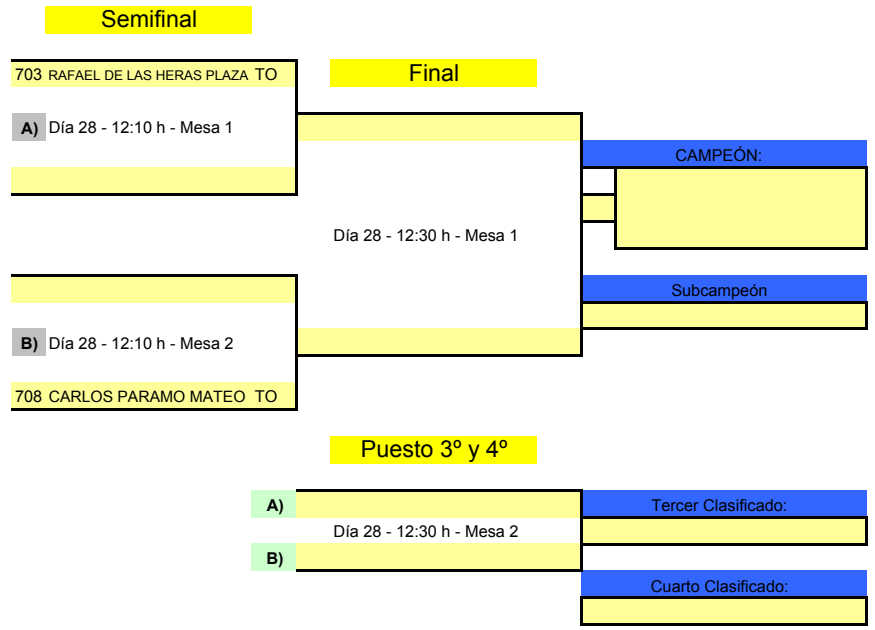 Semifinal
703 RAFAEL DE LAS HERAS PLAZA TO
Final
A) Día 28 - 12:10 h - Mesa 1
CAMPEÓN:
Día 28 - 12:30 h - Mesa 1
Subcampeón
B) Día 28 - 12:10 h - Mesa 2
708 CARLOS PARAMO MATEO TO
Puesto 3º y 4º
A)
Tercer Clasificado:
Día 28 - 12:30 h - Mesa 2
B)
Cuarto Clasificado: